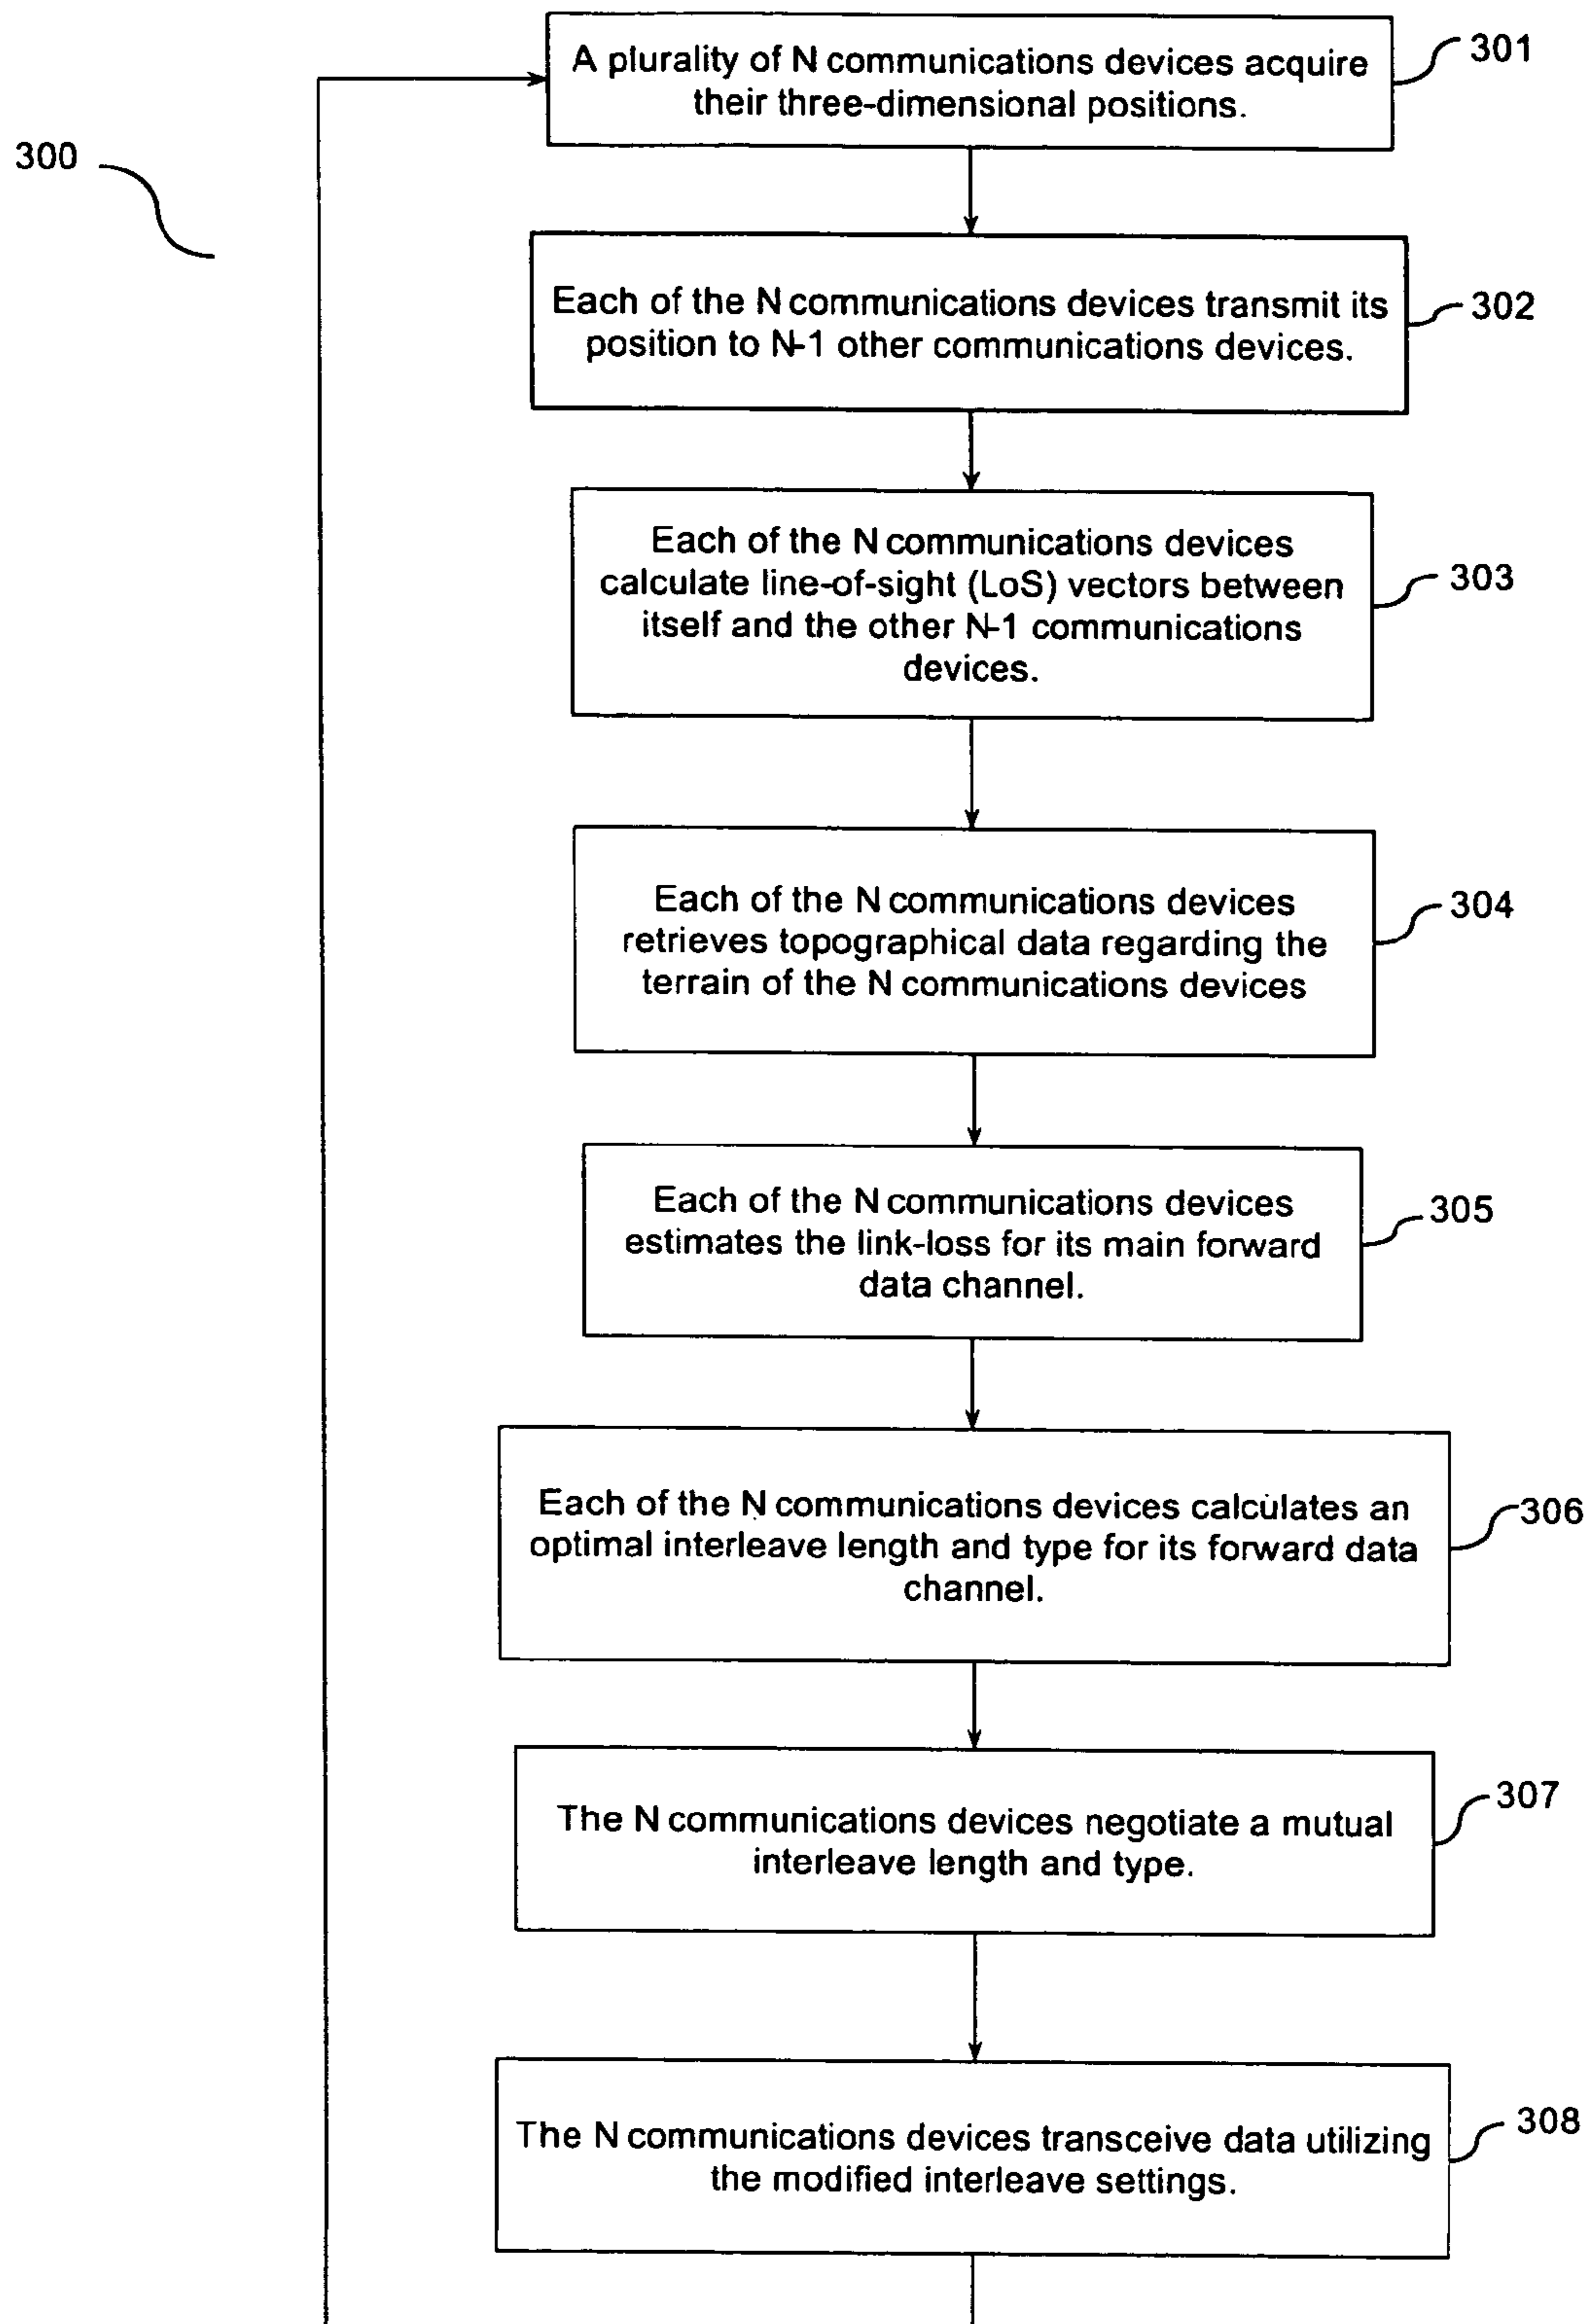 A plurality of N communications devices acquire
their three-dimensional positions.
301
300
Each of the N communications devices transmit its
position to N-1 other communications devices.
302
Each of the N communications devices
calculate line-of-sight (LoS) vectors between
itself and the other N-1 communications
devices.
303
Each of the N communications devices
retrieves topographical data regarding the
terrain of the N communications devices
304
Each of the N communications devices
estimates the link-loss for its main forward
data channel.
305
Each of the N communications devices calculates an
optimal interleave length and type for its forward data
channel.
306
The N communications devices negotiate a mutual
interleave length and type.
307
The N communications devices transceive data utilizing
the modified interleave settings.
308